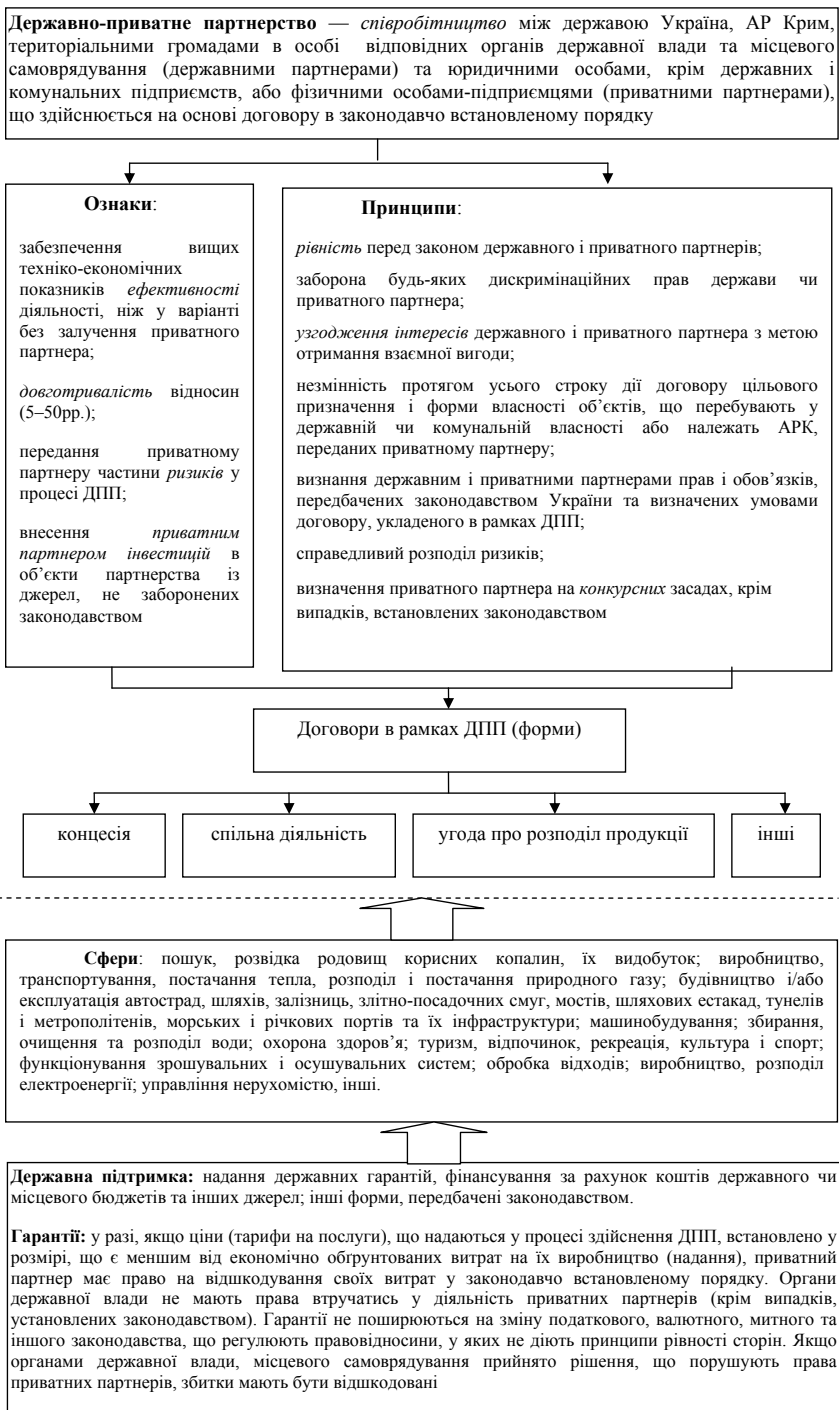 Державно-приватне партнерство — співробітництво між державою Україна, АР Крим,
територіальними громадами в особі відповідних органів державної влади та місцевого
самоврядування (державними партнерами) та юридичними особами, крім державних і
комунальних підприємств, або фізичними особами-підприємцями (приватними партнерами),
що здійснюється на основі договору в законодавчо встановленому порядку
Ознаки:
забезпечення вищих
техніко-економічних
показників ефективності
діяльності, ніж у варіанті
без залучення приватного
партнера;
довготривалість відносин
(5–50рр.);
передання приватному
партнеру частини ризиків у
процесі ДПП;
внесення приватним
партнером інвестицій в
об’єкти партнерства із
джерел, не заборонених
законодавством
Принципи:
рівність перед законом державного і приватного партнерів;
заборона будь-яких дискримінаційних прав держави чи
приватного партнера;
узгодження інтересів державного і приватного партнера з метою
отримання взаємної вигоди;
незмінність протягом усього строку дії договору цільового
призначення і форми власності об’єктів, що перебувають у
державній чи комунальній власності або належать АРК,
переданих приватному партнеру;
визнання державним і приватними партнерами прав і обов’язків,
передбачених законодавством України та визначених умовами
договору, укладеного в рамках ДПП;
справедливий розподіл ризиків;
визначення приватного партнера на конкурсних засадах, крім
випадків, встановлених законодавством
Договори в рамках ДПП (форми)
концесія
спільна діяльність
угода про розподіл продукції
інші
Сфери: пошук, розвідка родовищ корисних копалин, їх видобуток; виробництво,
транспортування, постачання тепла, розподіл і постачання природного газу; будівництво і/або
експлуатація автострад, шляхів, залізниць, злітно-посадочних смуг, мостів, шляхових естакад, тунелів
і метрополітенів, морських і річкових портів та їх інфраструктури; машинобудування; збирання,
очищення та розподіл води; охорона здоров’я; туризм, відпочинок, рекреація, культура і спорт;
функціонування зрошувальних і осушувальних систем; обробка відходів; виробництво, розподіл
електроенергії; управління нерухомістю, інші.
Державна підтримка: надання державних гарантій, фінансування за рахунок коштів державного чи
місцевого бюджетів та інших джерел; інші форми, передбачені законодавством.
Гарантії: у разі, якщо ціни (тарифи на послуги), що надаються у процесі здійснення ДПП, встановлено у
розмірі, що є меншим від економічно обґрунтованих витрат на їх виробництво (надання), приватний
партнер має право на відшкодування своїх витрат у законодавчо встановленому порядку. Органи
державної влади не мають права втручатись у діяльність приватних партнерів (крім випадків,
установлених законодавством). Гарантії не поширюються на зміну податкового, валютного, митного та
іншого законодавства, що регулюють правовідносини, у яких не діють принципи рівності сторін. Якщо
органами державної влади, місцевого самоврядування прийнято рішення, що порушують права
приватних партнерів, збитки мають бути відшкодовані